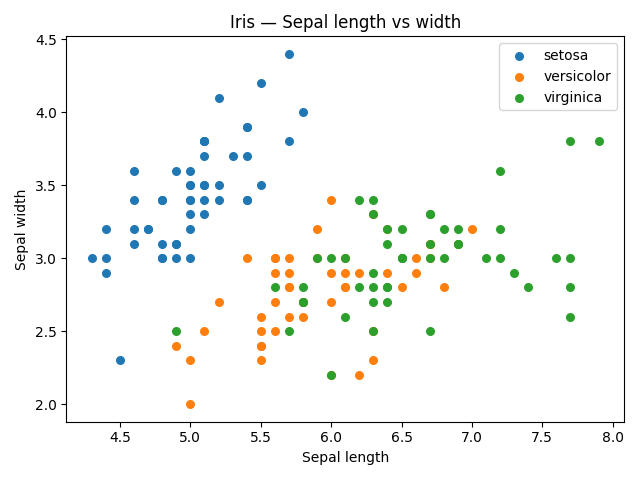 Iris — Sepal length vs width
setosa
versicolor
virginica
Sepal width
4.5
4.0
3.5
3.0
2.5
2.0
4.5 5.0 5.5 6.0 6.5 7.0 7.5 8.0
Sepal length